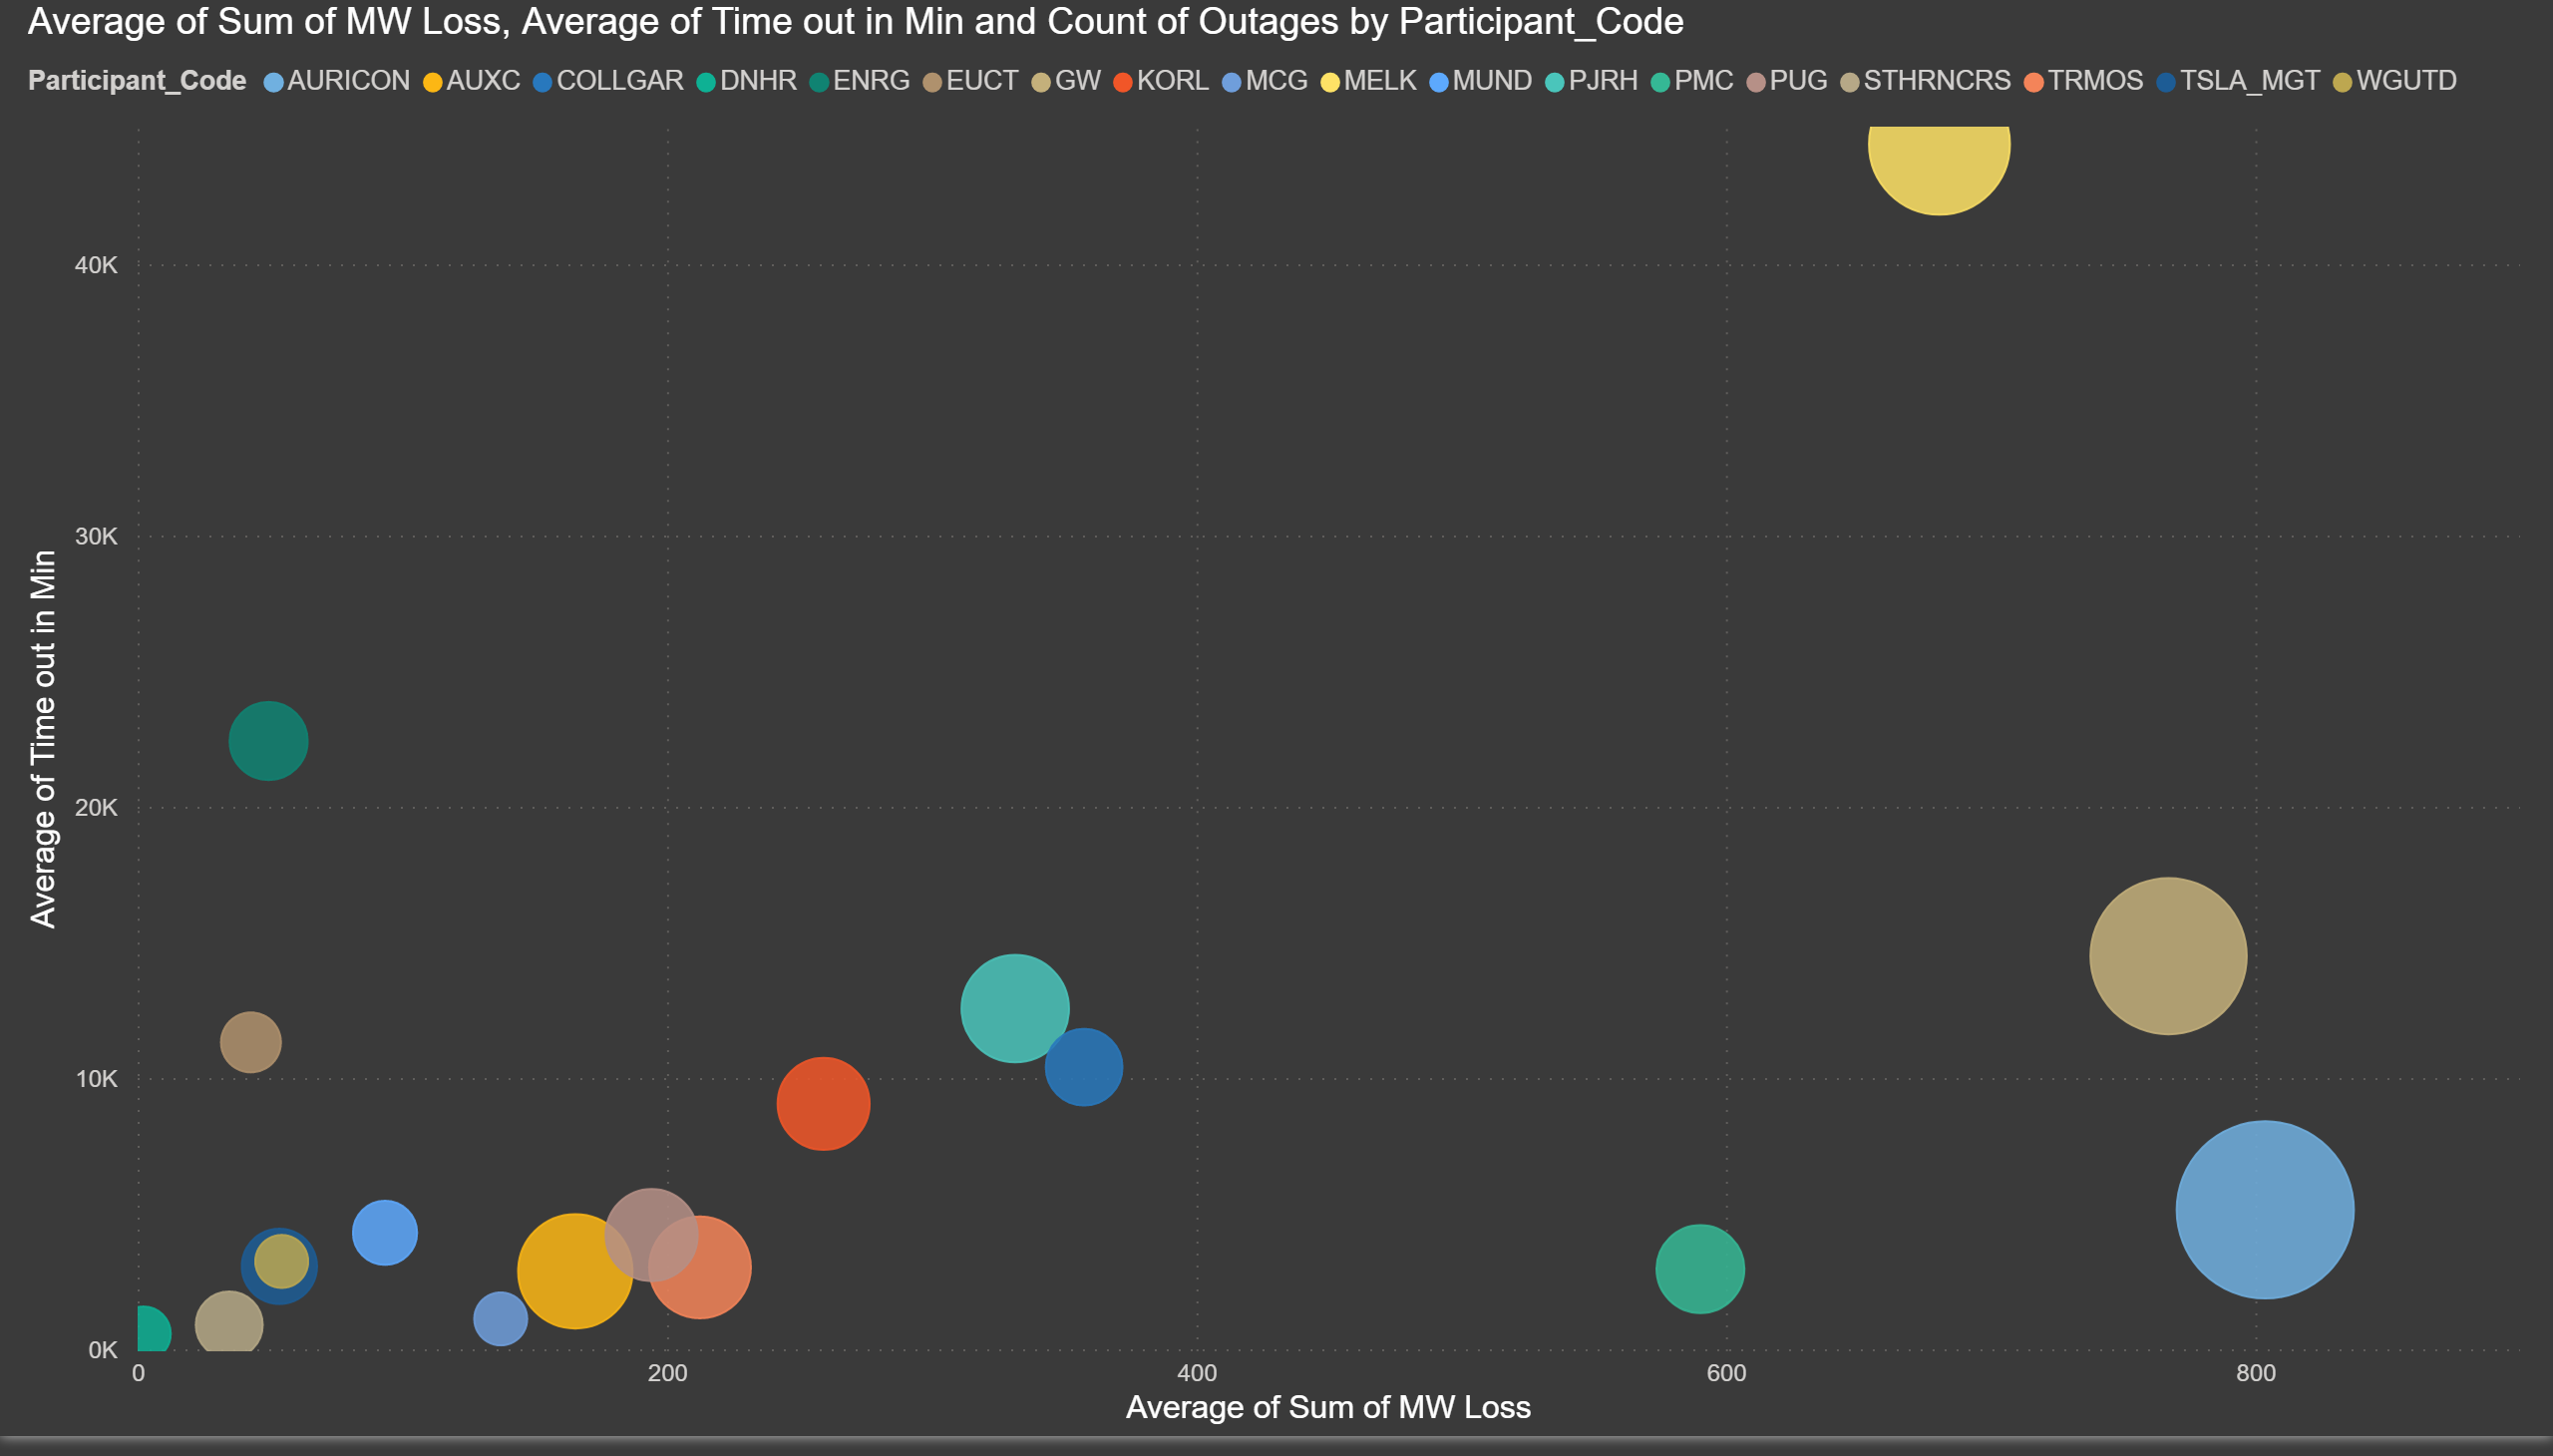 Average of Sum of MW Loss, Average of Time out in Min and Count of Outages by Participant_Code
Participant_Code AURICON AUXC COLLGAR DNHR ENRG EUCT GW KORL MCG MELK MUND PJRH PMC PUG STHRNCRS TRMOS TSLA_MGT WGUTD
40K
30K
20K
10K
0K
Average of Time out in Min
0 200 400 600 800
Average of Sum of MW Loss